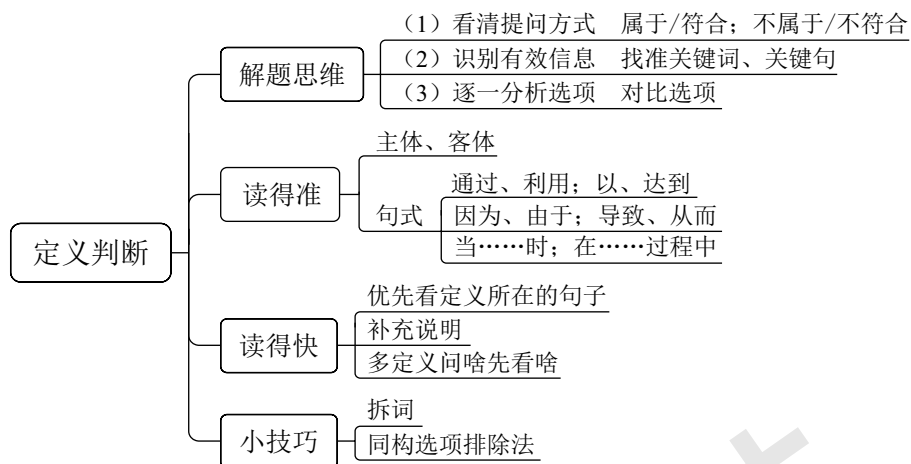 定义判断
解题思维
（1）看清提问方式 属于/符合；不属于/不符合
（2）识别有效信息 找准关键词、关键句
（3）逐一分析选项 对比选项
读得准
主体、客体
句式
通过、利用；以、达到
因为、由于；导致、从而
当……时；在……过程中
读得快
优先看定义所在的句子
补充说明
多定义问啥先看啥
小技巧
拆词
同构选项排除法